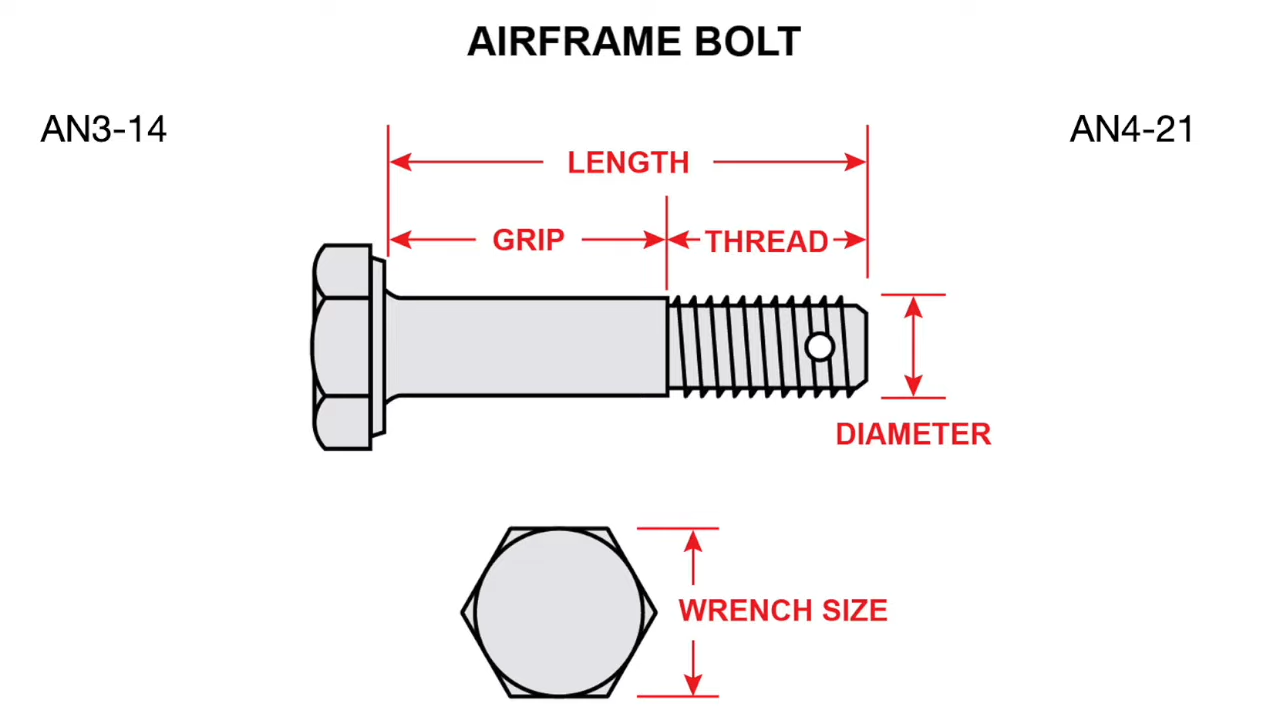 AIRFRAME BOLT
AN3-14
AN4-21
LENGTH
GRIP
THREAD
DIAMETER
WRENCH SIZE